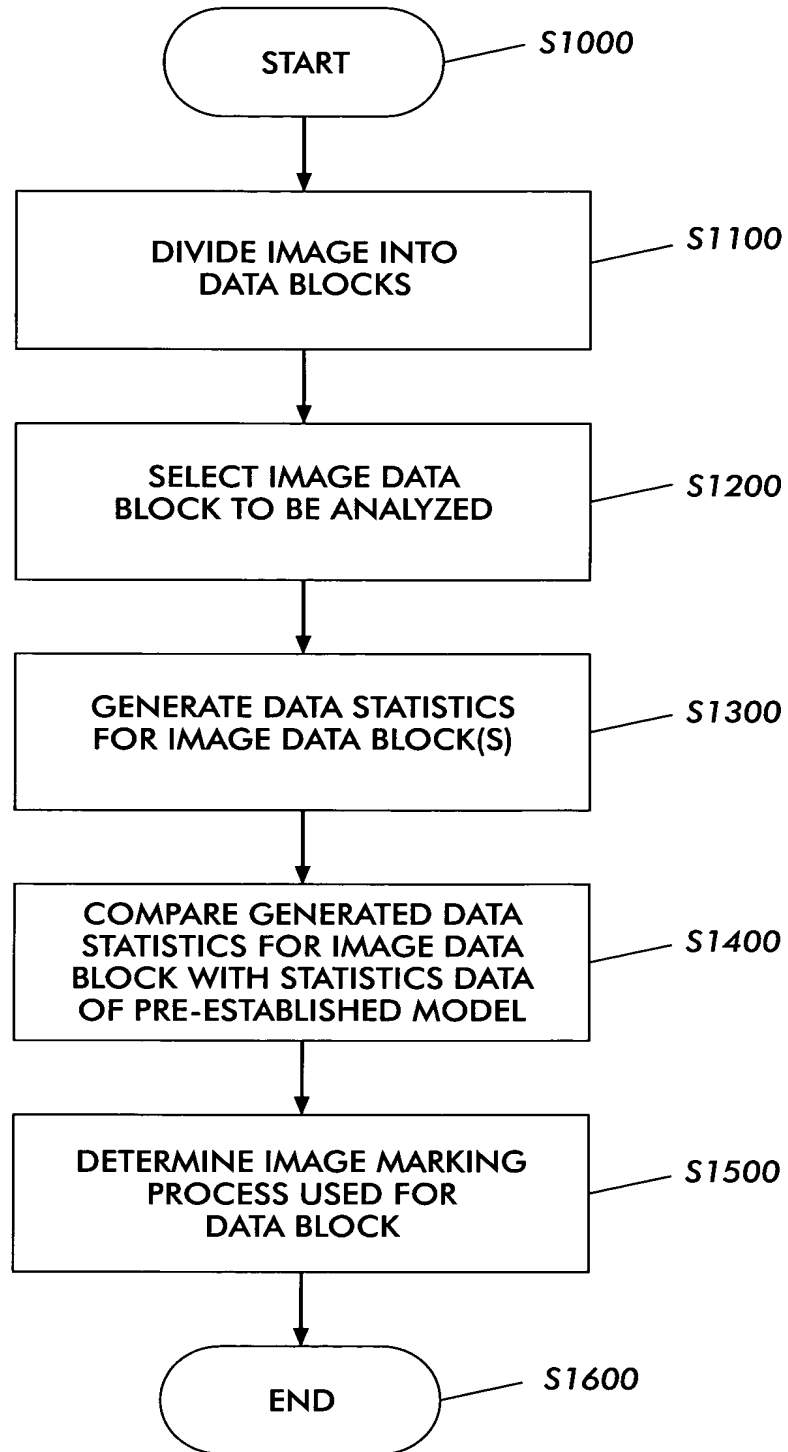 START
S1000
DIVIDE IMAGE INTO
DATA BLOCKS
S1100
SELECT IMAGE DATA
BLOCK TO BE ANALYZED
S1200
GENERATE DATA STATISTICS
FOR IMAGE DATA BLOCK(S)
S1300
COMPARE GENERATED DATA
STATISTICS FOR IMAGE DATA
BLOCK WITH STATISTICS DATA
OF PRE-ESTABLISHED MODEL
S1400
DETERMINE IMAGE MARKING
PROCESS USED FOR
DATA BLOCK
S1500
END
S1600